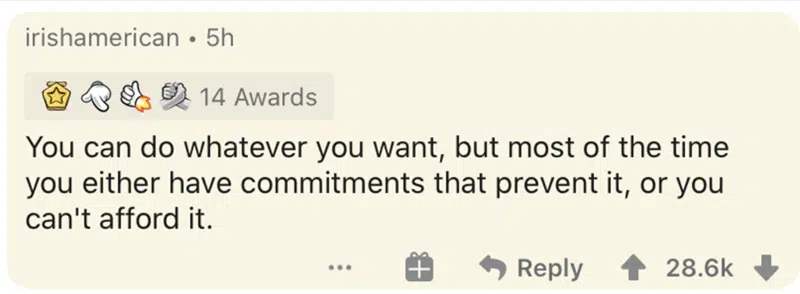 irishamerican • 5h
14 Awards
You can do whatever you want, but most of the time
you either have commitments that prevent it, or you
can't afford it.
... Reply 28.6k